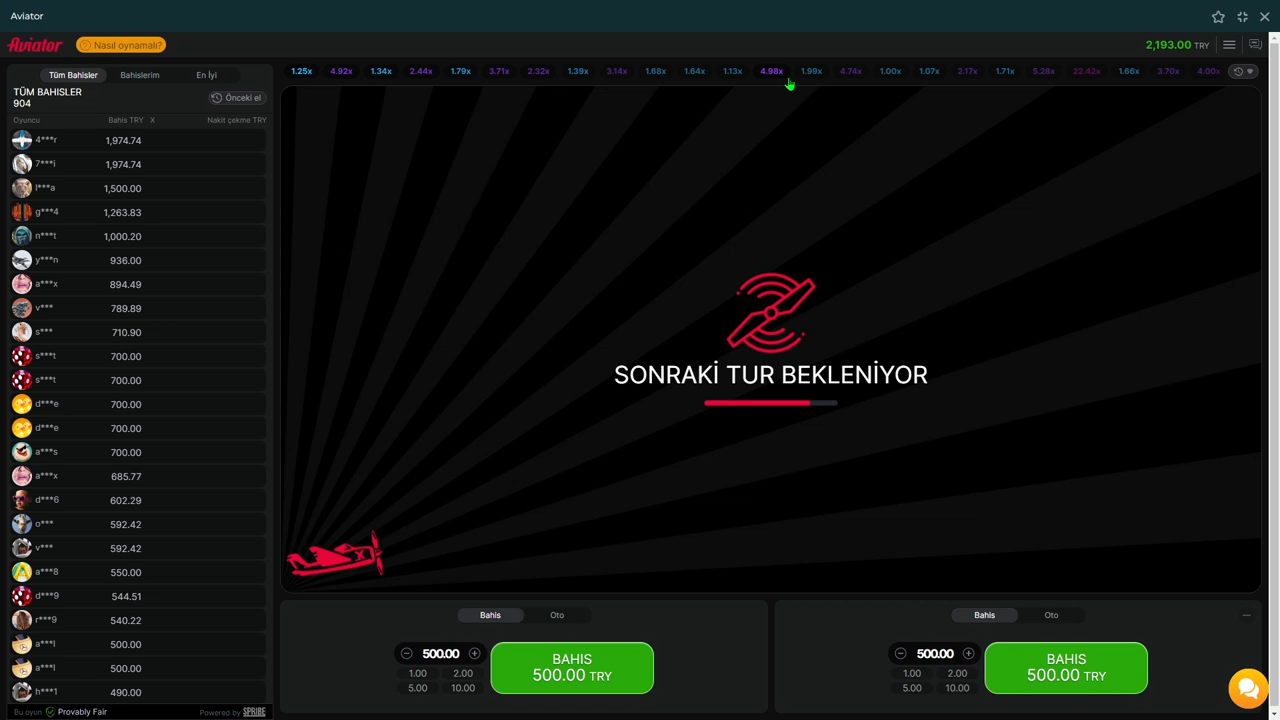 Aviator
Aviator
? Nasıl oynamalı?
2,193.00 TRY
Tüm Bahisler Bahislerim En İyi
1.25x 4.92x 1.34x 2.44x 1.79x 3.71x 2.32x 1.39x 3.14x 1.68x 1.64x 1.13x 4.98x 1.99x 4.74x 1.00x 1.07x 2.17x 1.71x 5.28x 22.42x 1.66x 3.70x 4.00x
TÜM BAHISLER
904
Önceki el
Oyuncu Bahis TRY X Nakit çekme TRY
4***r 1,974.74
7***i 1,974.74
l***a 1,500.00
g***4 1,263.83
n***t 1,000.20
y***n 936.00
a***x 894.49
v*** 789.89
s*** 710.90
s***t 700.00
s***t 700.00
d***e 700.00
d***e 700.00
a***s 700.00
a***x 685.77
d***6 602.29
o*** 592.42
v*** 592.42
a***8 550.00
d***9 544.51
r***9 540.22
a***l 500.00
a***l 500.00
h***1 490.00
Bu oyun Provably Fair Powered by SPRIBE
SONRAKİ TUR BEKLENİYOR
Bahis Oto
500.00
1.00 2.00
5.00 10.00
BAHIS
500.00 TRY
Bahis Oto
500.00
1.00 2.00
5.00 10.00
BAHIS
500.00 TRY